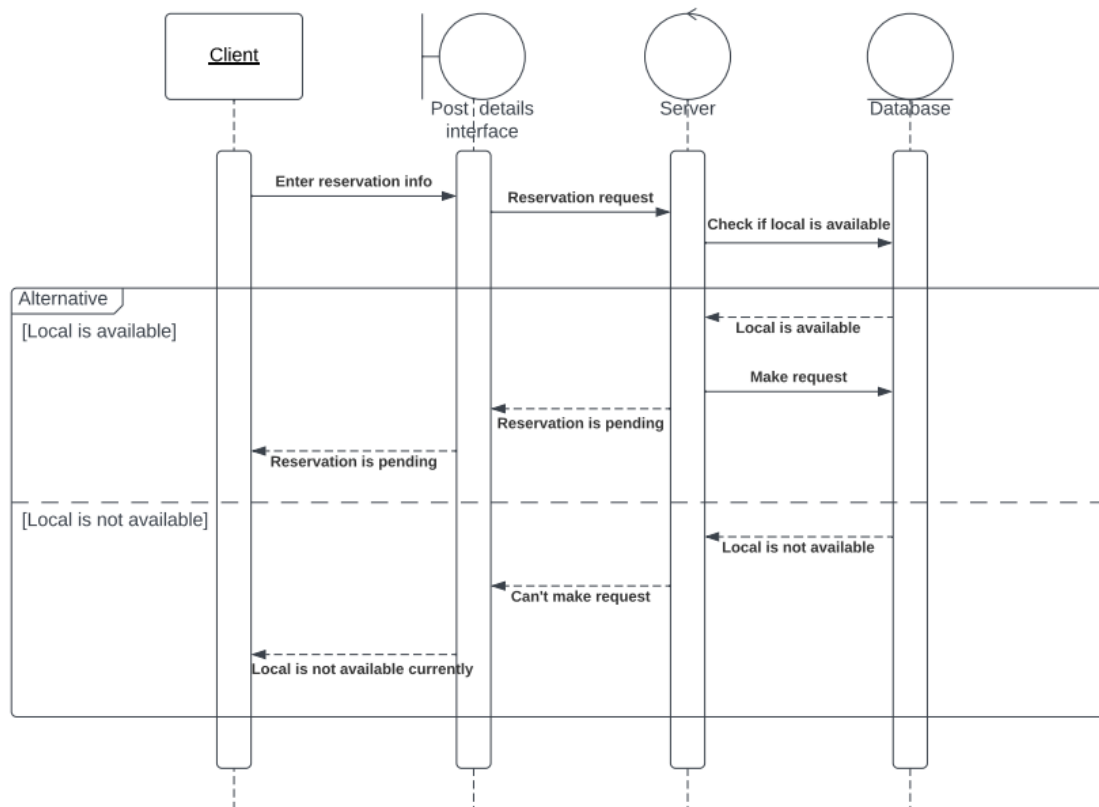 Client
Post details
interface
Server
Database
Enter reservation info
Reservation request
Check if local is available
Alternative
[Local is available]
Local is available
Make request
Reservation is pending
Reservation is pending
[Local is not available]
Local is not available
Can't make request
Local is not available currently